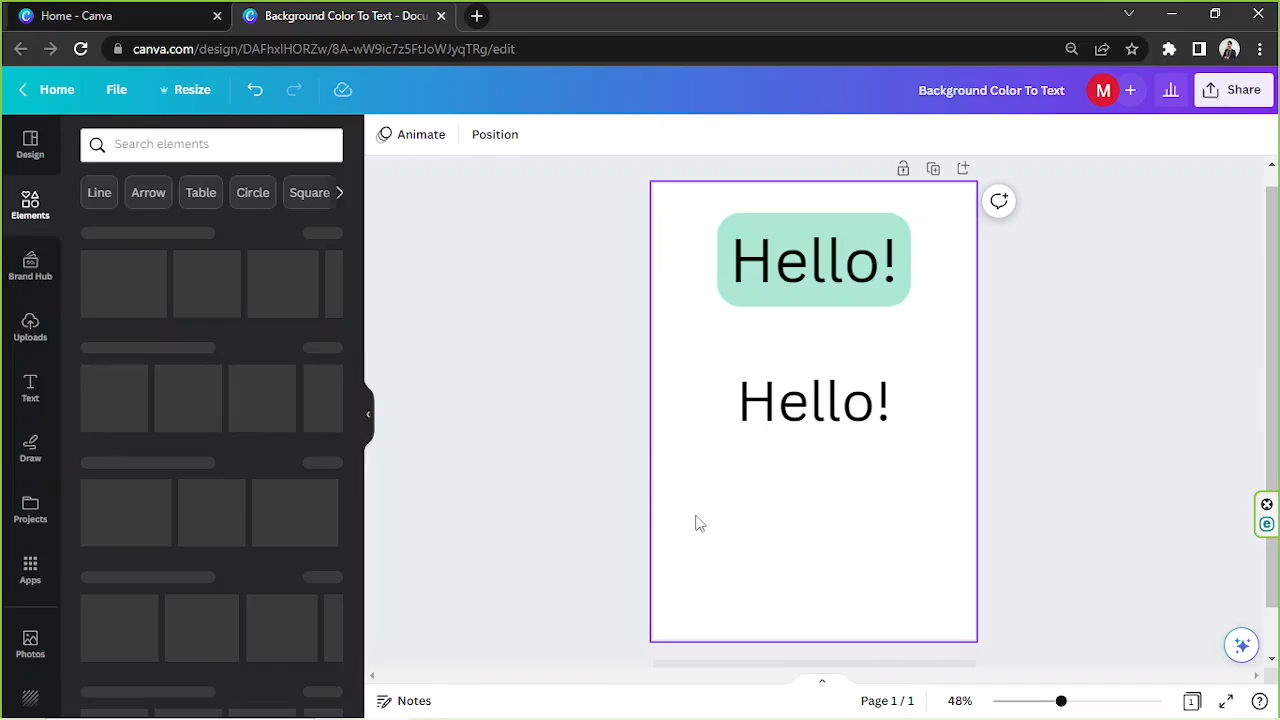 Home - Canva
Background Color To Text - Docu
canva.com/design/DAFhxIHORZw/8A-wW9ic7z5FtJoWJyqTRg/edit
Home File Resize Background Color To Text M Share
Animate Position
Design
Elements
Brand Hub
Uploads
Text
Draw
Projects
Apps
Photos
Search elements
Line Arrow Table Circle Square
Hello!
Hello!
Notes Page 1 / 1 48% 1